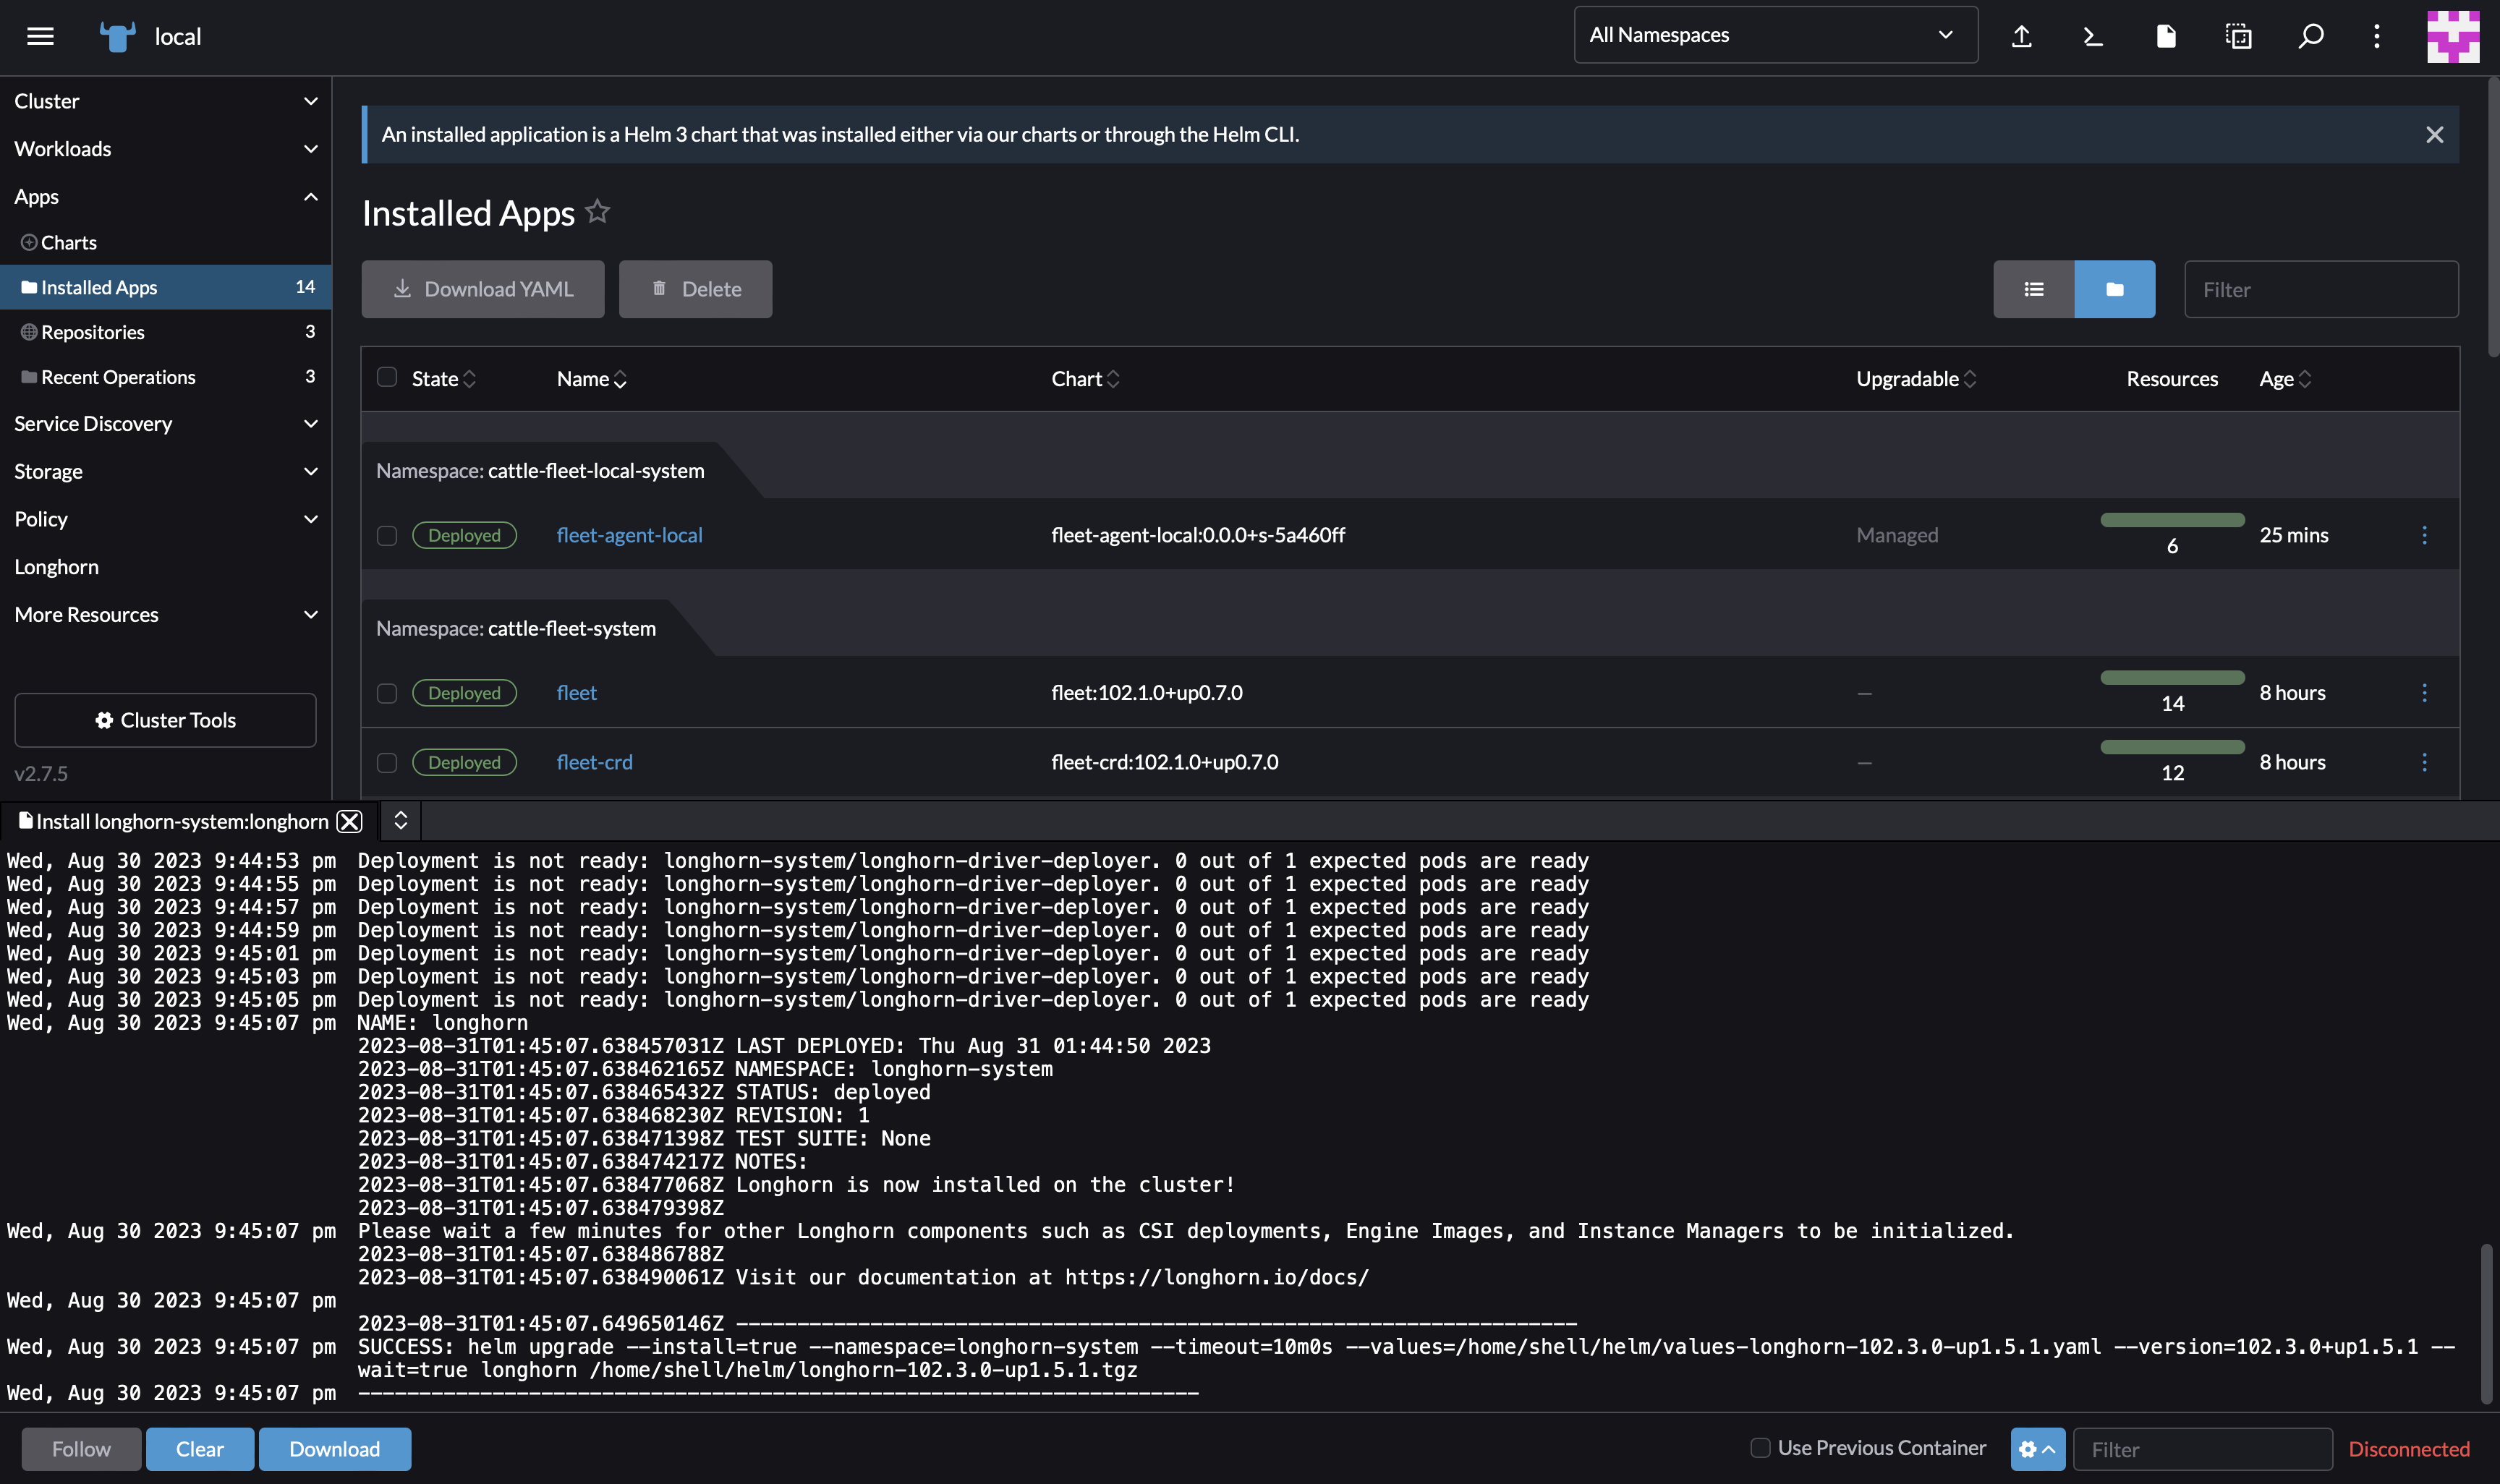 local
All Namespaces
Cluster
Workloads
Apps
Charts
Installed Apps 14
Repositories 3
Recent Operations 3
Service Discovery
Storage
Policy
Longhorn
More Resources
Cluster Tools
v2.7.5
An installed application is a Helm 3 chart that was installed either via our charts or through the Helm CLI.
Installed Apps
Download YAML Delete Filter
State Name Chart Upgradable Resources Age
Namespace: cattle-fleet-local-system
Deployed fleet-agent-local fleet-agent-local:0.0.0+s-5a460ff Managed 6 25 mins
Namespace: cattle-fleet-system
Deployed fleet fleet:102.1.0+up0.7.0 — 14 8 hours
Deployed fleet-crd fleet-crd:102.1.0+up0.7.0 — 12 8 hours
Install longhorn-system:longhorn
Wed, Aug 30 2023 9:44:53 pm Deployment is not ready: longhorn-system/longhorn-driver-deployer. 0 out of 1 expected pods are ready
Wed, Aug 30 2023 9:44:55 pm Deployment is not ready: longhorn-system/longhorn-driver-deployer. 0 out of 1 expected pods are ready
Wed, Aug 30 2023 9:44:57 pm Deployment is not ready: longhorn-system/longhorn-driver-deployer. 0 out of 1 expected pods are ready
Wed, Aug 30 2023 9:44:59 pm Deployment is not ready: longhorn-system/longhorn-driver-deployer. 0 out of 1 expected pods are ready
Wed, Aug 30 2023 9:45:01 pm Deployment is not ready: longhorn-system/longhorn-driver-deployer. 0 out of 1 expected pods are ready
Wed, Aug 30 2023 9:45:03 pm Deployment is not ready: longhorn-system/longhorn-driver-deployer. 0 out of 1 expected pods are ready
Wed, Aug 30 2023 9:45:05 pm Deployment is not ready: longhorn-system/longhorn-driver-deployer. 0 out of 1 expected pods are ready
Wed, Aug 30 2023 9:45:07 pm NAME: longhorn
2023-08-31T01:45:07.638457031Z LAST DEPLOYED: Thu Aug 31 01:44:50 2023
2023-08-31T01:45:07.638462165Z NAMESPACE: longhorn-system
2023-08-31T01:45:07.638465432Z STATUS: deployed
2023-08-31T01:45:07.638468230Z REVISION: 1
2023-08-31T01:45:07.638471398Z TEST SUITE: None
2023-08-31T01:45:07.638474217Z NOTES:
2023-08-31T01:45:07.638477068Z Longhorn is now installed on the cluster!
2023-08-31T01:45:07.638479398Z
Wed, Aug 30 2023 9:45:07 pm Please wait a few minutes for other Longhorn components such as CSI deployments, Engine Images, and Instance Managers to be initialized.
2023-08-31T01:45:07.638486788Z
2023-08-31T01:45:07.638490061Z Visit our documentation at https://longhorn.io/docs/
Wed, Aug 30 2023 9:45:07 pm
2023-08-31T01:45:07.649650146Z ---------------------------------------------------------------------
Wed, Aug 30 2023 9:45:07 pm SUCCESS: helm upgrade --install=true --namespace=longhorn-system --timeout=10m0s --values=/home/shell/helm/values-longhorn-102.3.0-up1.5.1.yaml --version=102.3.0+up1.5.1 --
wait=true longhorn /home/shell/helm/longhorn-102.3.0-up1.5.1.tgz
Wed, Aug 30 2023 9:45:07 pm ---------------------------------------------------------------------
Follow Clear Download Use Previous Container Filter Disconnected